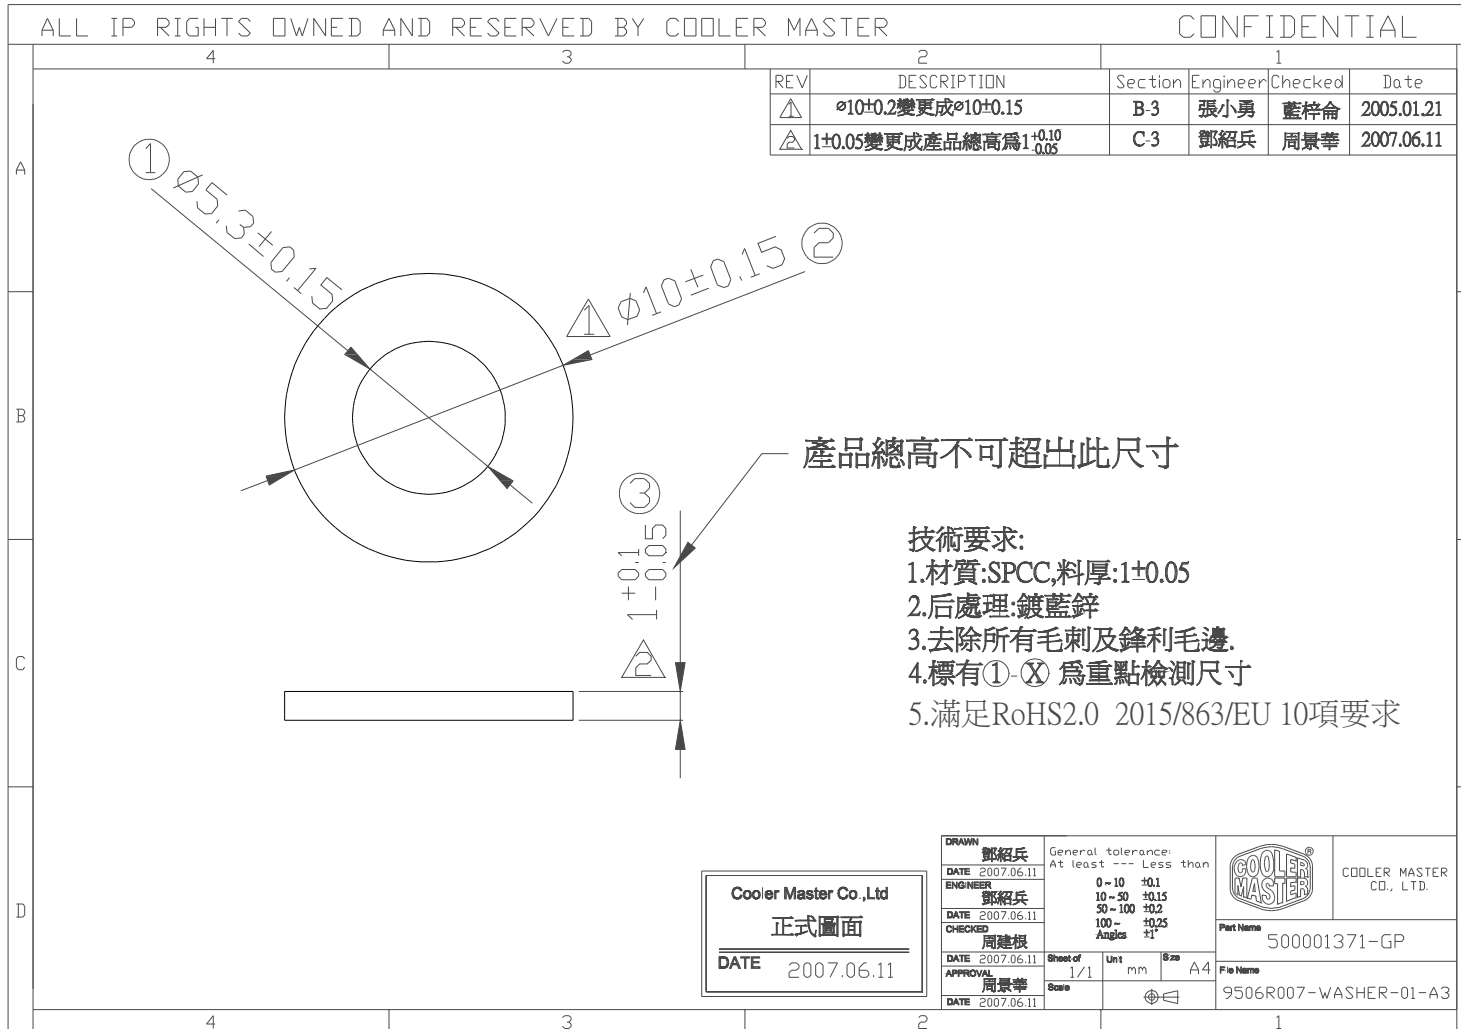 ALL IP RIGHTS OWNED AND RESERVED BY COOLER MASTER CONFIDENTIAL
4 3 2 1
REV DESCRIPTION Section Engineer Checked Date
1 ⌀10±0.2變更成⌀10±0.15 B-3 張小勇 藍梓侖 2005.01.21
2 1±0.05變更成產品總高爲1+0.10 -0.05 C-3 鄧紹兵 周景華 2007.06.11
A
B
C
D
① Ø5.3±0.15
1 Ø10±0.15 ②
產品總高不可超出此尺寸
2 1 +0.1 -0.05 ③
技術要求:
1.材質:SPCC,料厚:1±0.05
2.后處理:鍍藍鋅
3.去除所有毛刺及鋒利毛邊.
4.標有①-Ⓧ 爲重點檢測尺寸
5.滿足RoHS2.0 2015/863/EU 10項要求
Cooler Master Co.,Ltd
正式圖面
DATE 2007.06.11
DRAWN 鄧紹兵
DATE 2007.06.11
ENGINEER 鄧紹兵
DATE 2007.06.11
CHECKED 周建根
DATE 2007.06.11
APPROVAL 周景華
DATE 2007.06.11
General tolerance:
At least --- Less than
0 ~ 10 ±0.1
10 ~ 50 ±0.15
50 ~ 100 ±0.2
100 ~ ±0.25
Angles ±1°
Sheet of 1/1 Unit mm Size A4
Scale
COOLER MASTER ®
COOLER MASTER
CO., LTD.
Part Name 500001371-GP
File Name
9506R007-WASHER-01-A3
4 3 2 1